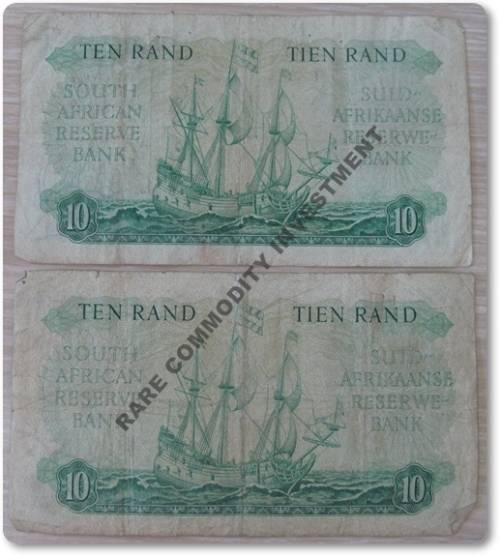 TEN RAND TIEN RAND
SOUTH
AFRICAN
RESERVE
BANK
SUID-
AFRIKAANSE
RESERWE-
BANK
10 10
TEN RAND TIEN RAND
SOUTH
AFRICAN
RESERVE
BANK
SUID-
AFRIKAANSE
RESERWE-
BANK
10 10
RARE COMMODITY INVESTMENT